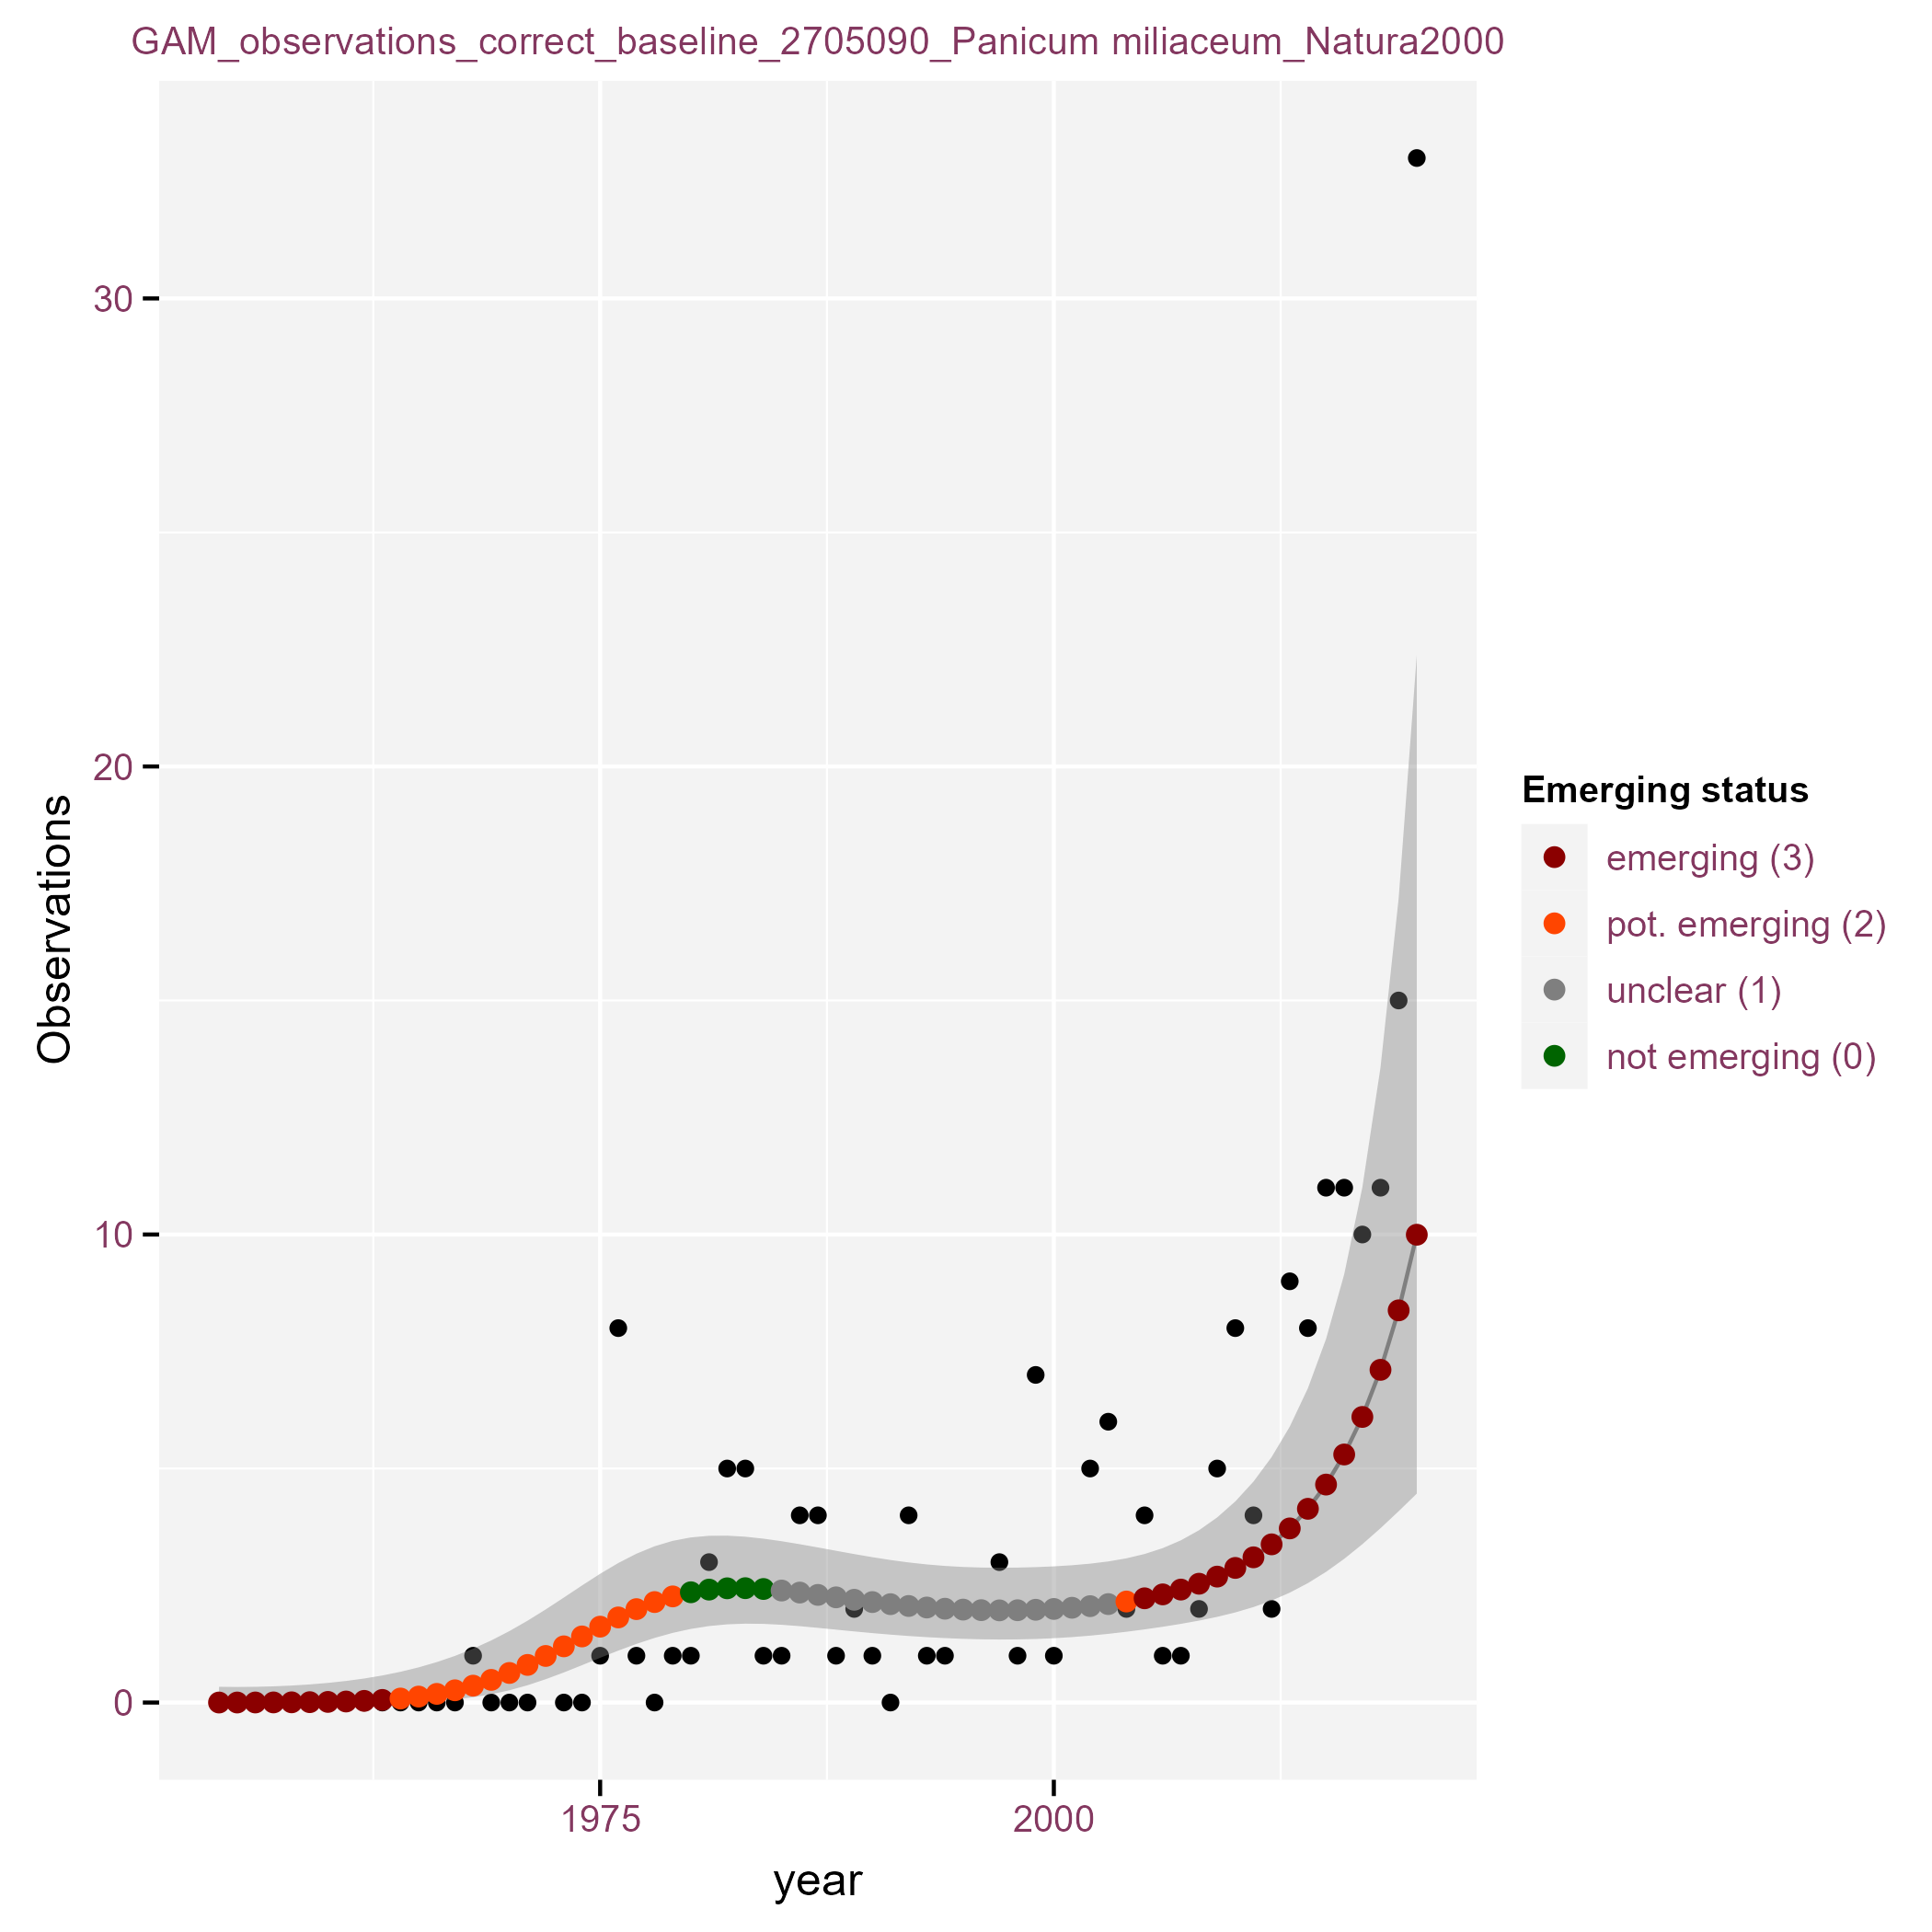 GAM_observations_correct_baseline_2705090_Panicum miliaceum_Natura2000
30
20
10
0
Observations
1975
2000
year
Emerging status
emerging (3)
pot. emerging (2)
unclear (1)
not emerging (0)